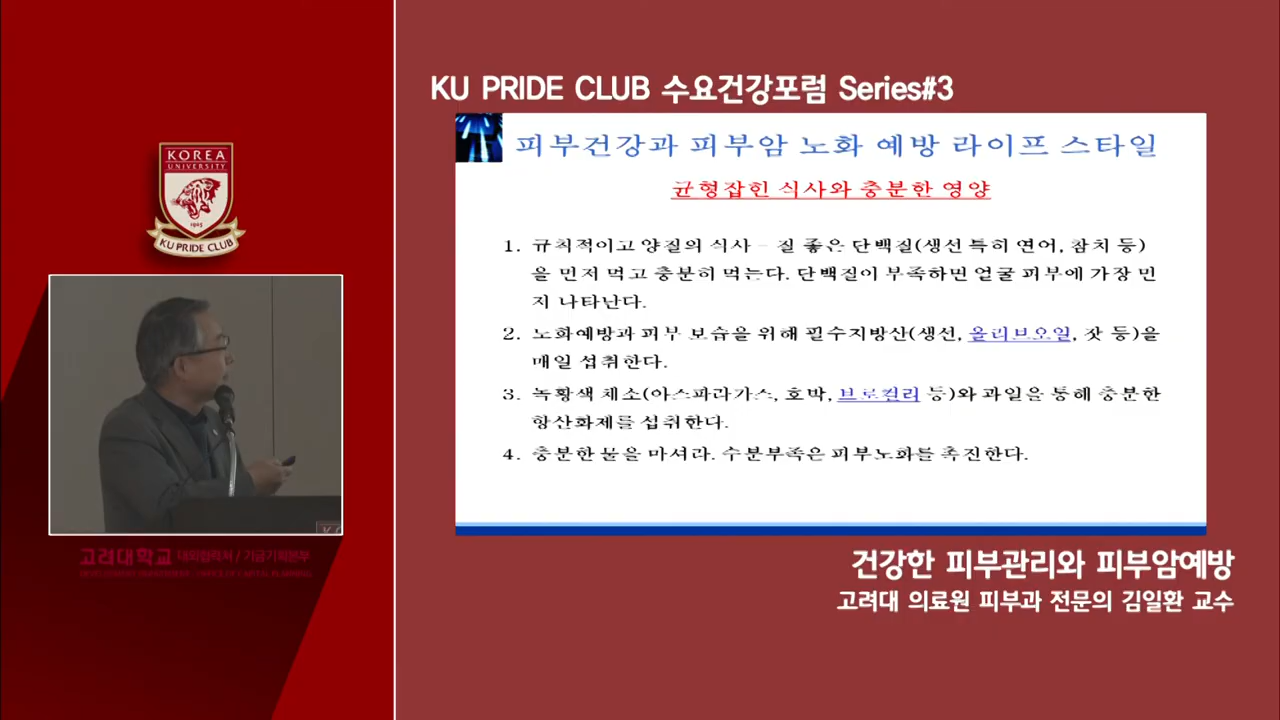 KU PRIDE CLUB 수요건강포럼 Series#3
피부건강과 피부암 노화 예방 라이프 스타일
균형잡힌 식사와 충분한 영양
1. 규칙적이고 양질의 식사 – 질 좋은 단백질(생선 특히 연어, 참치 등)
을 먼저 먹고 충분히 먹는다. 단백질이 부족하면 얼굴 피부에 가장 먼
저 나타난다.
2. 노화예방과 피부 보습을 위해 필수지방산(생선, 올리브오일, 잣 등)을
매일 섭취한다.
3. 녹황색 채소(아스파라가스, 호박, 브로컬리 등)와 과일을 통해 충분한
항산화제를 섭취한다.
4. 충분한 물을 마셔라. 수분부족은 피부노화를 촉진한다.
KOREA
UNIVERSITY
1905
KU PRIDE CLUB
고려대학교 대외협력처 / 기금기획본부
건강한 피부관리와 피부암예방
고려대 의료원 피부과 전문의 김일환 교수